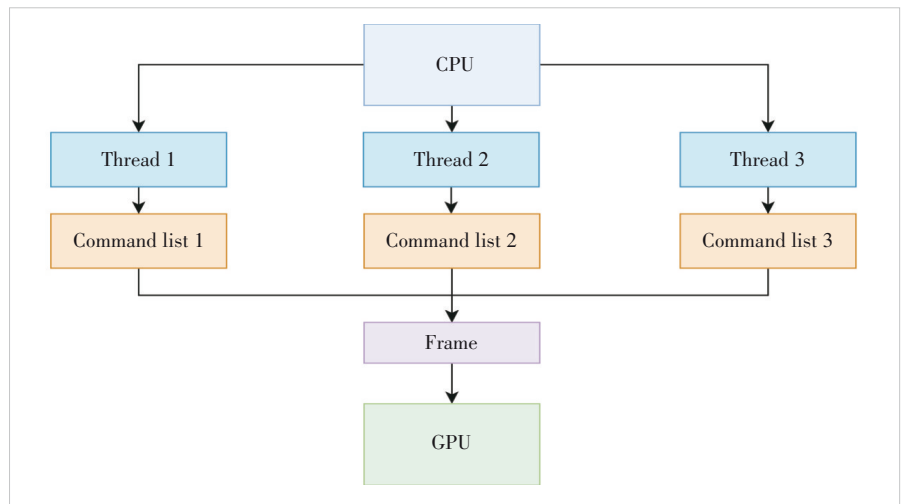 CPU
Thread 1
Thread 2
Thread 3
Command list 1
Command list 2
Command list 3
Frame
GPU